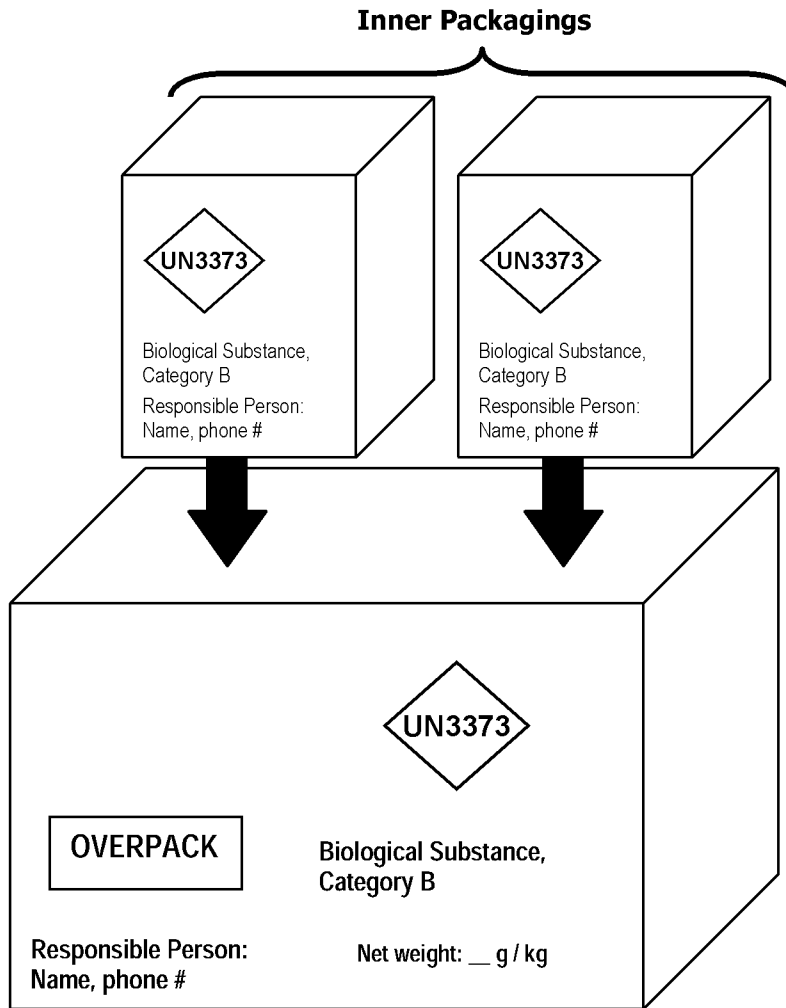 Inner Packagings
UN3373
Biological Substance,
Category B
Responsible Person:
Name, phone #
UN3373
Biological Substance,
Category B
Responsible Person:
Name, phone #
UN3373
OVERPACK
Biological Substance,
Category B
Responsible Person:
Name, phone #
Net weight: __ g / kg